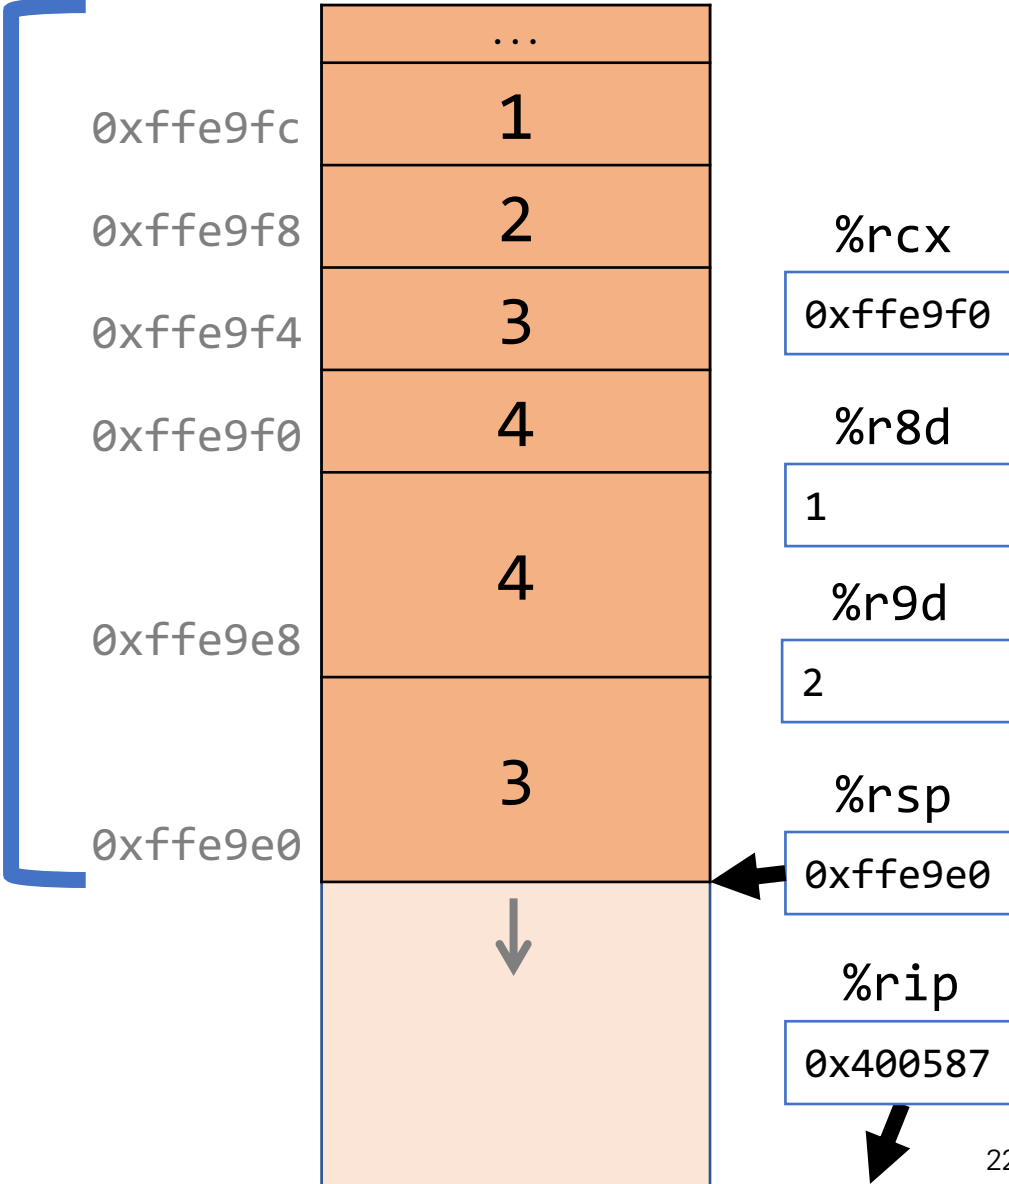 ...
0xffe9fc 1
0xffe9f8 2
%rcx
0xffe9f4 3
0xffe9f0
0xffe9f0 4
%r8d
1
4
%r9d
0xffe9e8
2
3
%rsp
0xffe9e0
0xffe9e0
%rip
0x400587
22